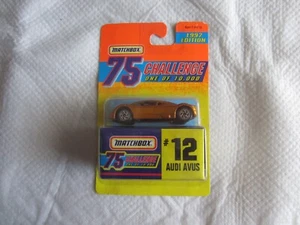 MATCHBOX
1997
EDITION
75 CHALLENGE
ONE OF 10,000
MATCHBOX
75 CHALLENGE
#12
AUDI AVUS